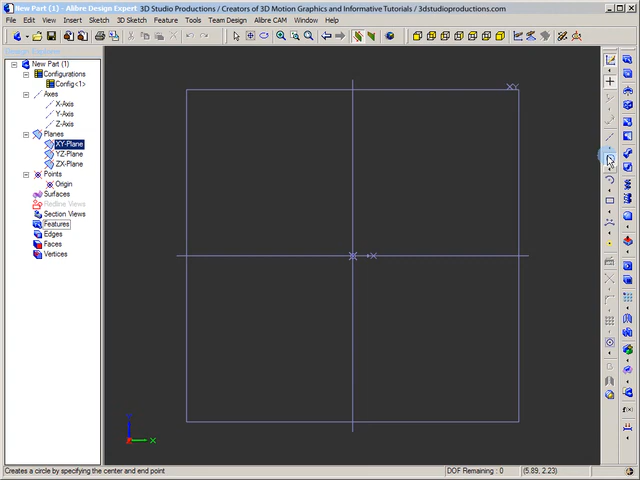 New Part (1) - Alibre Design Expert 3D Studio Productions / Creators of 3D Motion Graphics and Informative Tutorials / 3dstudioproductions.com
File Edit View Insert Sketch 3D Sketch Feature Tools Team Design Alibre CAM Window Help
Design Explorer
New Part (1)
Configurations
Config<1>
Axes
X-Axis
Y-Axis
Z-Axis
Planes
XY-Plane
YZ-Plane
ZX-Plane
Points
Origin
Surfaces
Redline Views
Section Views
Features
Edges
Faces
Vertices
XY
X
X
f(x)
Creates a circle by specifying the center and end point
DOF Remaining : 0
(5.89, 2.23)